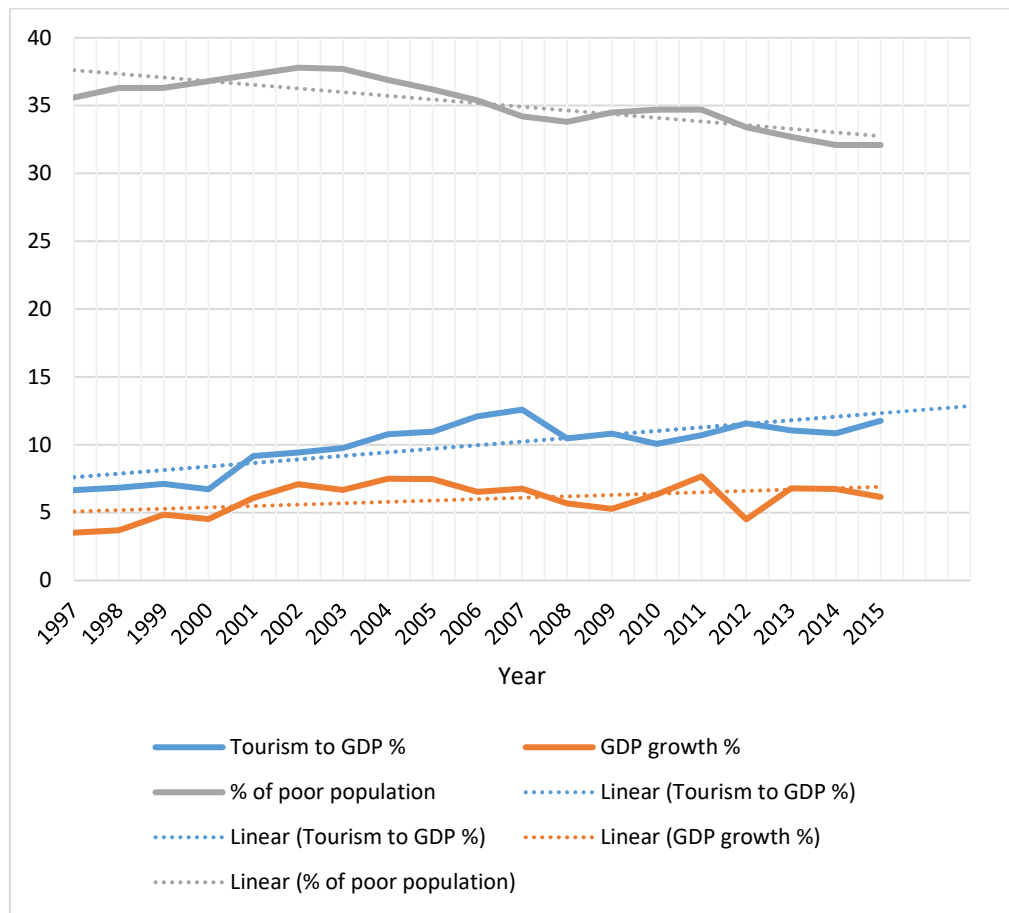 40
35
30
25
20
15
10
5
0
1997 1998 1999 2000 2001 2002 2003 2004 2005 2006 2007 2008 2009 2010 2011 2012 2013 2014 2015
Year
Tourism to GDP % GDP growth %
% of poor population Linear (Tourism to GDP %)
Linear (Tourism to GDP %) Linear (GDP growth %)
Linear (% of poor population)